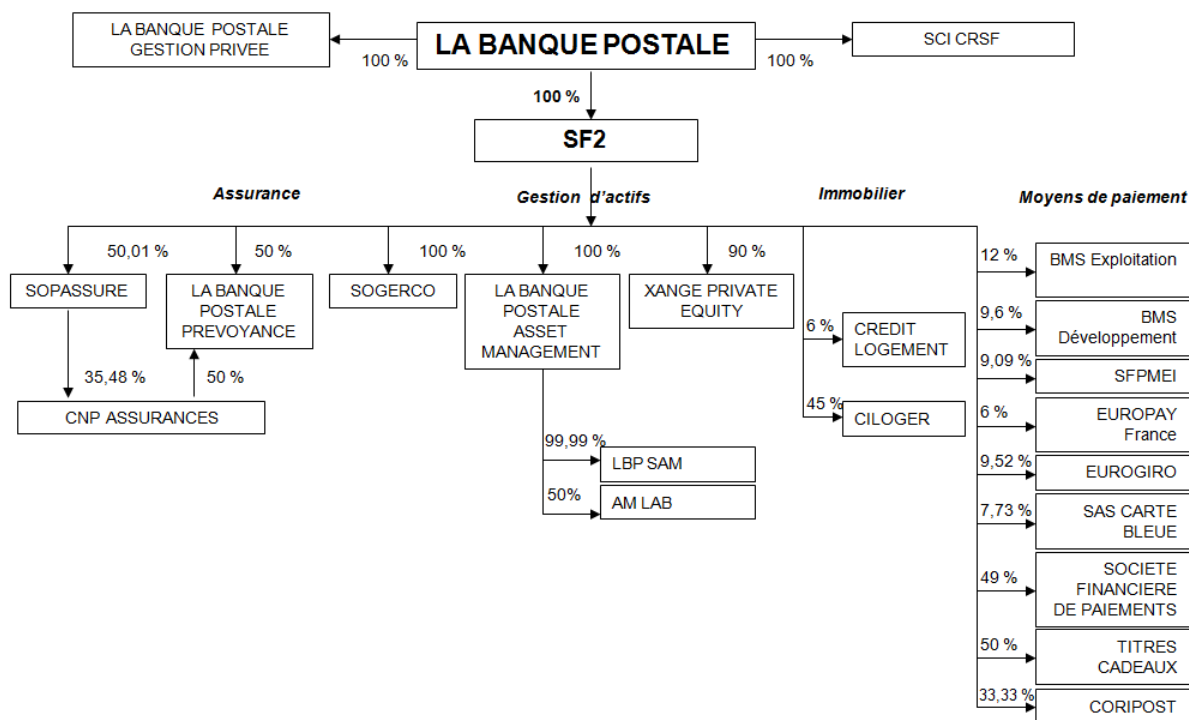 LA BANQUE POSTALE
GESTION PRIVEE
LA BANQUE POSTALE
SCI CRSF
100 %
100 %
100 %
SF2
Assurance
Gestion d'actifs
Immobilier
Moyens de paiement
50,01 %
50 %
100 %
100 %
90 %
SOPASSURE
LA BANQUE
POSTALE
PREVOYANCE
SOGERCO
LA BANQUE
POSTALE
ASSET
MANAGEMENT
XANGE PRIVATE
EQUITY
35,48 %
50 %
CNP ASSURANCES
99,99 %
LBP SAM
50%
AM LAB
6 %
CREDIT
LOGEMENT
45 %
CILOGER
12 %
BMS Exploitation
9,6 %
BMS
Développement
9,09 %
SFPMEI
6 %
EUROPAY
France
9,52 %
EUROGIRO
7,73 %
SAS CARTE
BLEUE
49 %
SOCIETE
FINANCIERE
DE PAIEMENTS
50 %
TITRES
CADEAUX
33,33 %
CORIPOST